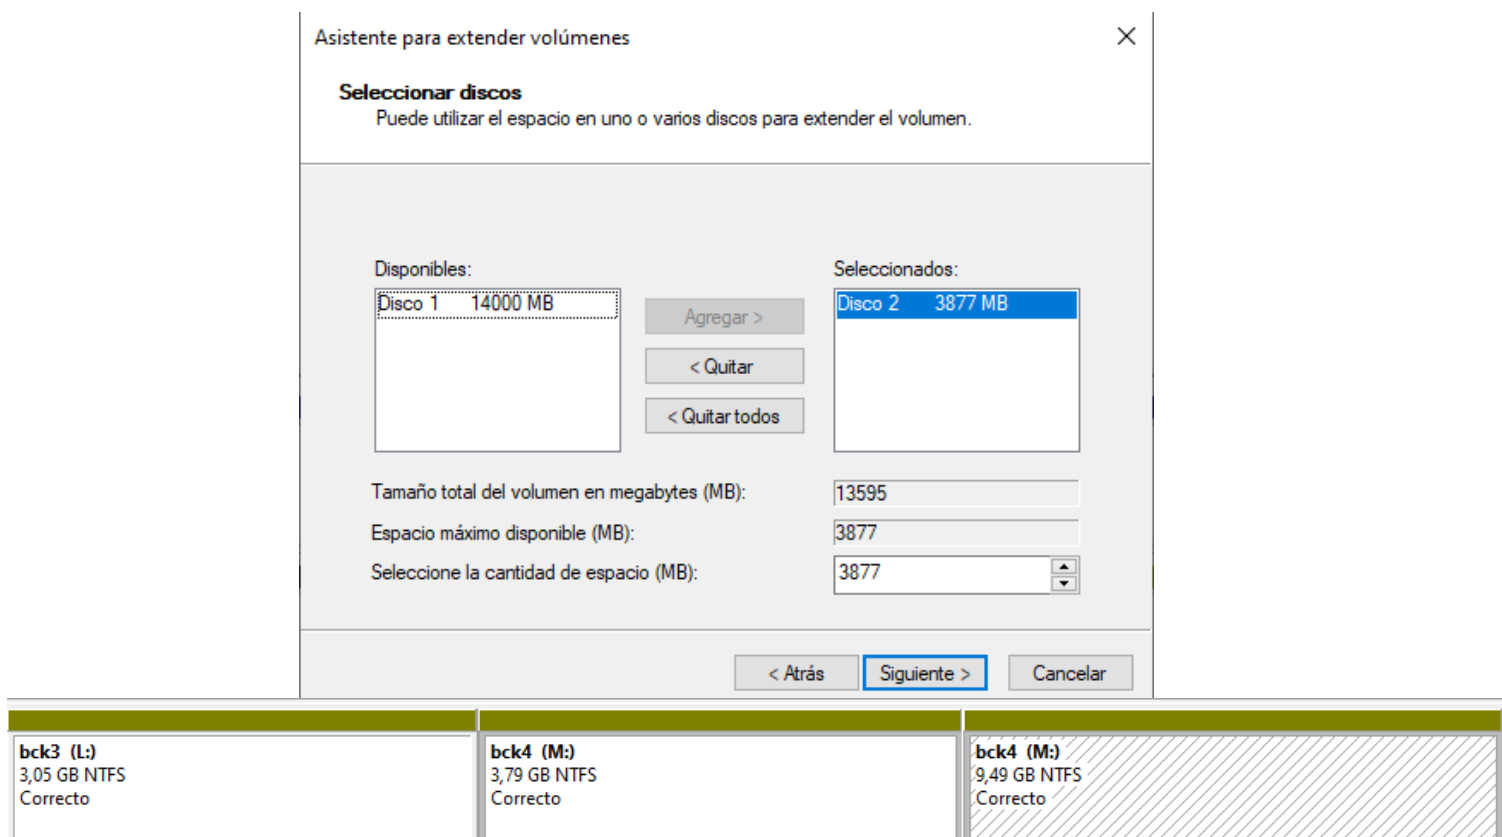 Asistente para extender volúmenes
Seleccionar discos
Puede utilizar el espacio en uno o varios discos para extender el volumen.
Disponibles:
Seleccionados:
Disco 1 14000 MB
Disco 2 3877 MB
Agregar >
< Quitar
< Quitar todos
Tamaño total del volumen en megabytes (MB):
13595
Espacio máximo disponible (MB):
3877
Seleccione la cantidad de espacio (MB):
3877
< Atrás
Siguiente >
Cancelar
bck3 (L:)
3,05 GB NTFS
Correcto
bck4 (M:)
3,79 GB NTFS
Correcto
bck4 (M:)
9,49 GB NTFS
Correcto